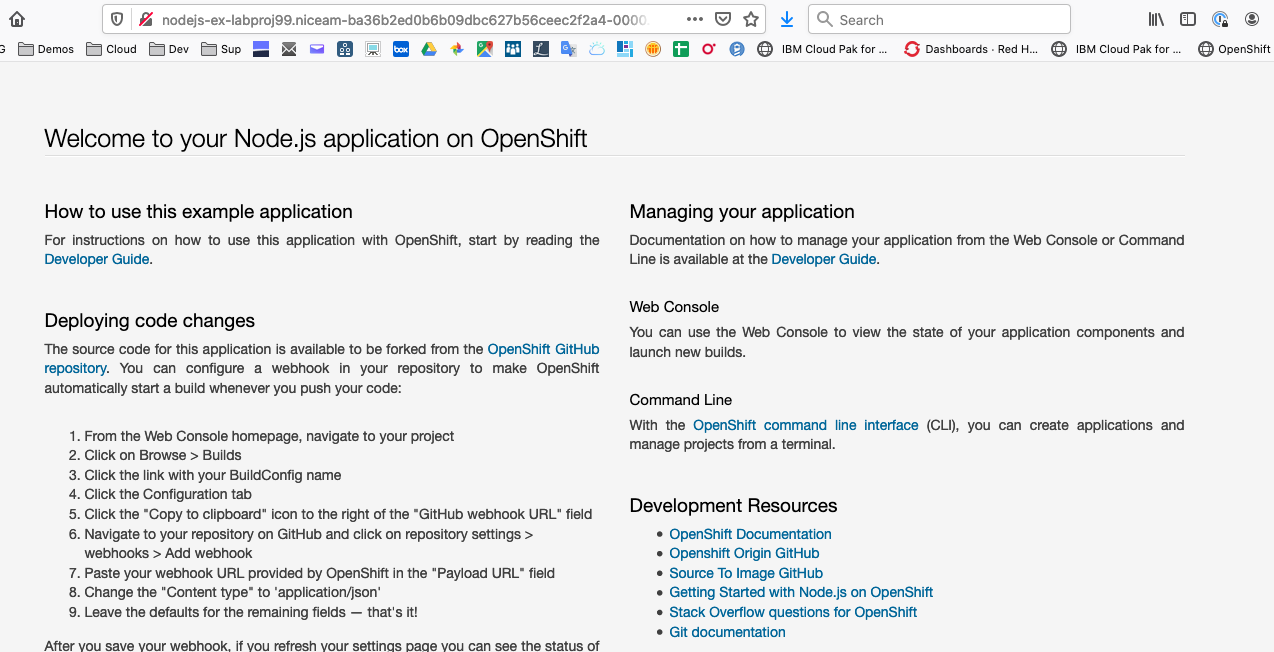 nodejs-ex-labproj99.niceam-ba36b2ed0b6b09dbc627b56ceec2f2a4-0000.
Search
G
Demos
Cloud
Dev
Sup
box
IBM Cloud Pak for ...
Dashboards · Red H...
IBM Cloud Pak for ...
OpenShift
Welcome to your Node.js application on OpenShift
How to use this example application
For instructions on how to use this application with OpenShift, start by reading the
Developer Guide.
Deploying code changes
The source code for this application is available to be forked from the OpenShift GitHub
repository. You can configure a webhook in your repository to make OpenShift
automatically start a build whenever you push your code:
1. From the Web Console homepage, navigate to your project
2. Click on Browse > Builds
3. Click the link with your BuildConfig name
4. Click the Configuration tab
5. Click the "Copy to clipboard" icon to the right of the "GitHub webhook URL" field
6. Navigate to your repository on GitHub and click on repository settings >
webhooks > Add webhook
7. Paste your webhook URL provided by OpenShift in the "Payload URL" field
8. Change the "Content type" to 'application/json'
9. Leave the defaults for the remaining fields — that's it!
After you save your webhook, if you refresh your settings page you can see the status of
Managing your application
Documentation on how to manage your application from the Web Console or Command
Line is available at the Developer Guide.
Web Console
You can use the Web Console to view the state of your application components and
launch new builds.
Command Line
With the OpenShift command line interface (CLI), you can create applications and
manage projects from a terminal.
Development Resources
• OpenShift Documentation
• Openshift Origin GitHub
• Source To Image GitHub
• Getting Started with Node.js on OpenShift
• Stack Overflow questions for OpenShift
• Git documentation